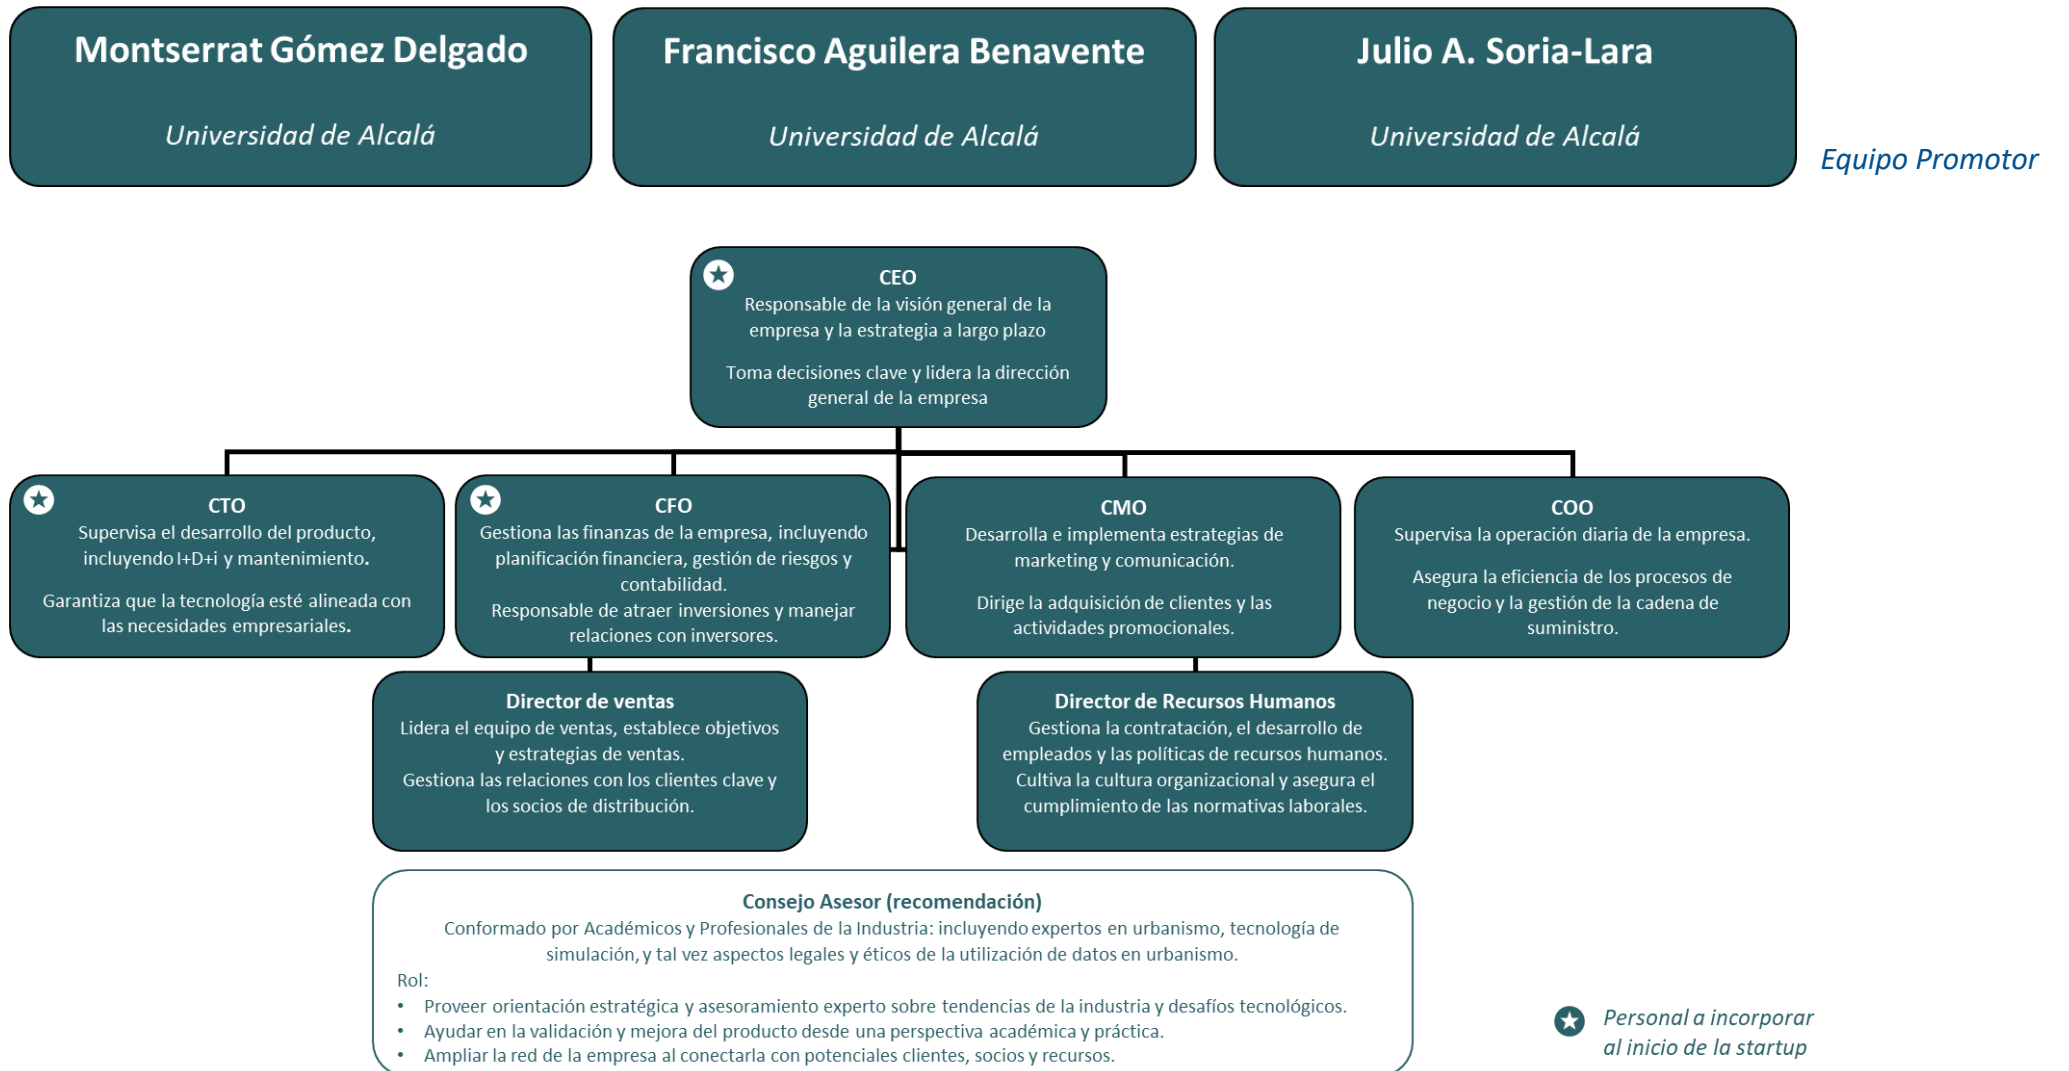 Montserrat Gómez Delgado
Universidad de Alcalá
Francisco Aguilera Benavente
Universidad de Alcalá
Julio A. Soria-Lara
Universidad de Alcalá
Equipo Promotor
CEO
Responsable de la visión general de la
empresa y la estrategia a largo plazo
Toma decisiones clave y lidera la dirección
general de la empresa
CTO
Supervisa el desarrollo del producto,
incluyendo I+D+i y mantenimiento.
Garantiza que la tecnología esté alineada con
las necesidades empresariales.
CFO
Gestiona las finanzas de la empresa, incluyendo
planificación financiera, gestión de riesgos y
contabilidad.
Responsable de atraer inversiones y manejar
relaciones con inversores.
CMO
Desarrolla e implementa estrategias de
marketing y comunicación.
Dirige la adquisición de clientes y las
actividades promocionales.
COO
Supervisa la operación diaria de la empresa.
Asegura la eficiencia de los procesos de
negocio y la gestión de la cadena de
suministro.
Director de ventas
Lidera el equipo de ventas, establece objetivos
y estrategias de ventas.
Gestiona las relaciones con los clientes clave y
los socios de distribución.
Director de Recursos Humanos
Gestiona la contratación, el desarrollo de
empleados y las políticas de recursos humanos.
Cultiva la cultura organizacional y asegura el
cumplimiento de las normativas laborales.
Consejo Asesor (recomendación)
Conformado por Académicos y Profesionales de la Industria: incluyendo expertos en urbanismo, tecnología de
simulación, y tal vez aspectos legales y éticos de la utilización de datos en urbanismo.
Rol:
• Proveer orientación estratégica y asesoramiento experto sobre tendencias de la industria y desafíos tecnológicos.
• Ayudar en la validación y mejora del producto desde una perspectiva académica y práctica.
• Ampliar la red de la empresa al conectarla con potenciales clientes, socios y recursos.
Personal a incorporar
al inicio de la startup